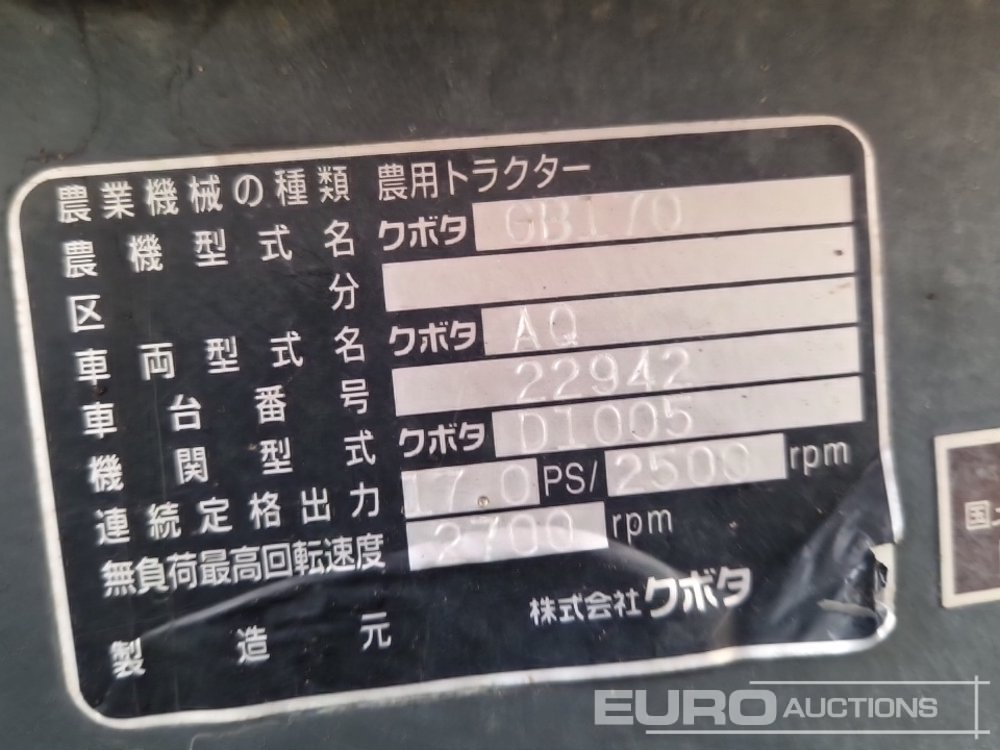 農業機械の種類 農用トラクター
農機型式名 クボタ GB170
区分
車両型式名 クボタ AQ
車台番号 22942
機関型式 クボタ D1005
連続定格出力 17.0 PS/ 2500 rpm
無負荷最高回転速度 2700 rpm
製造元 株式会社クボタ
国
EURO AUCTIONS